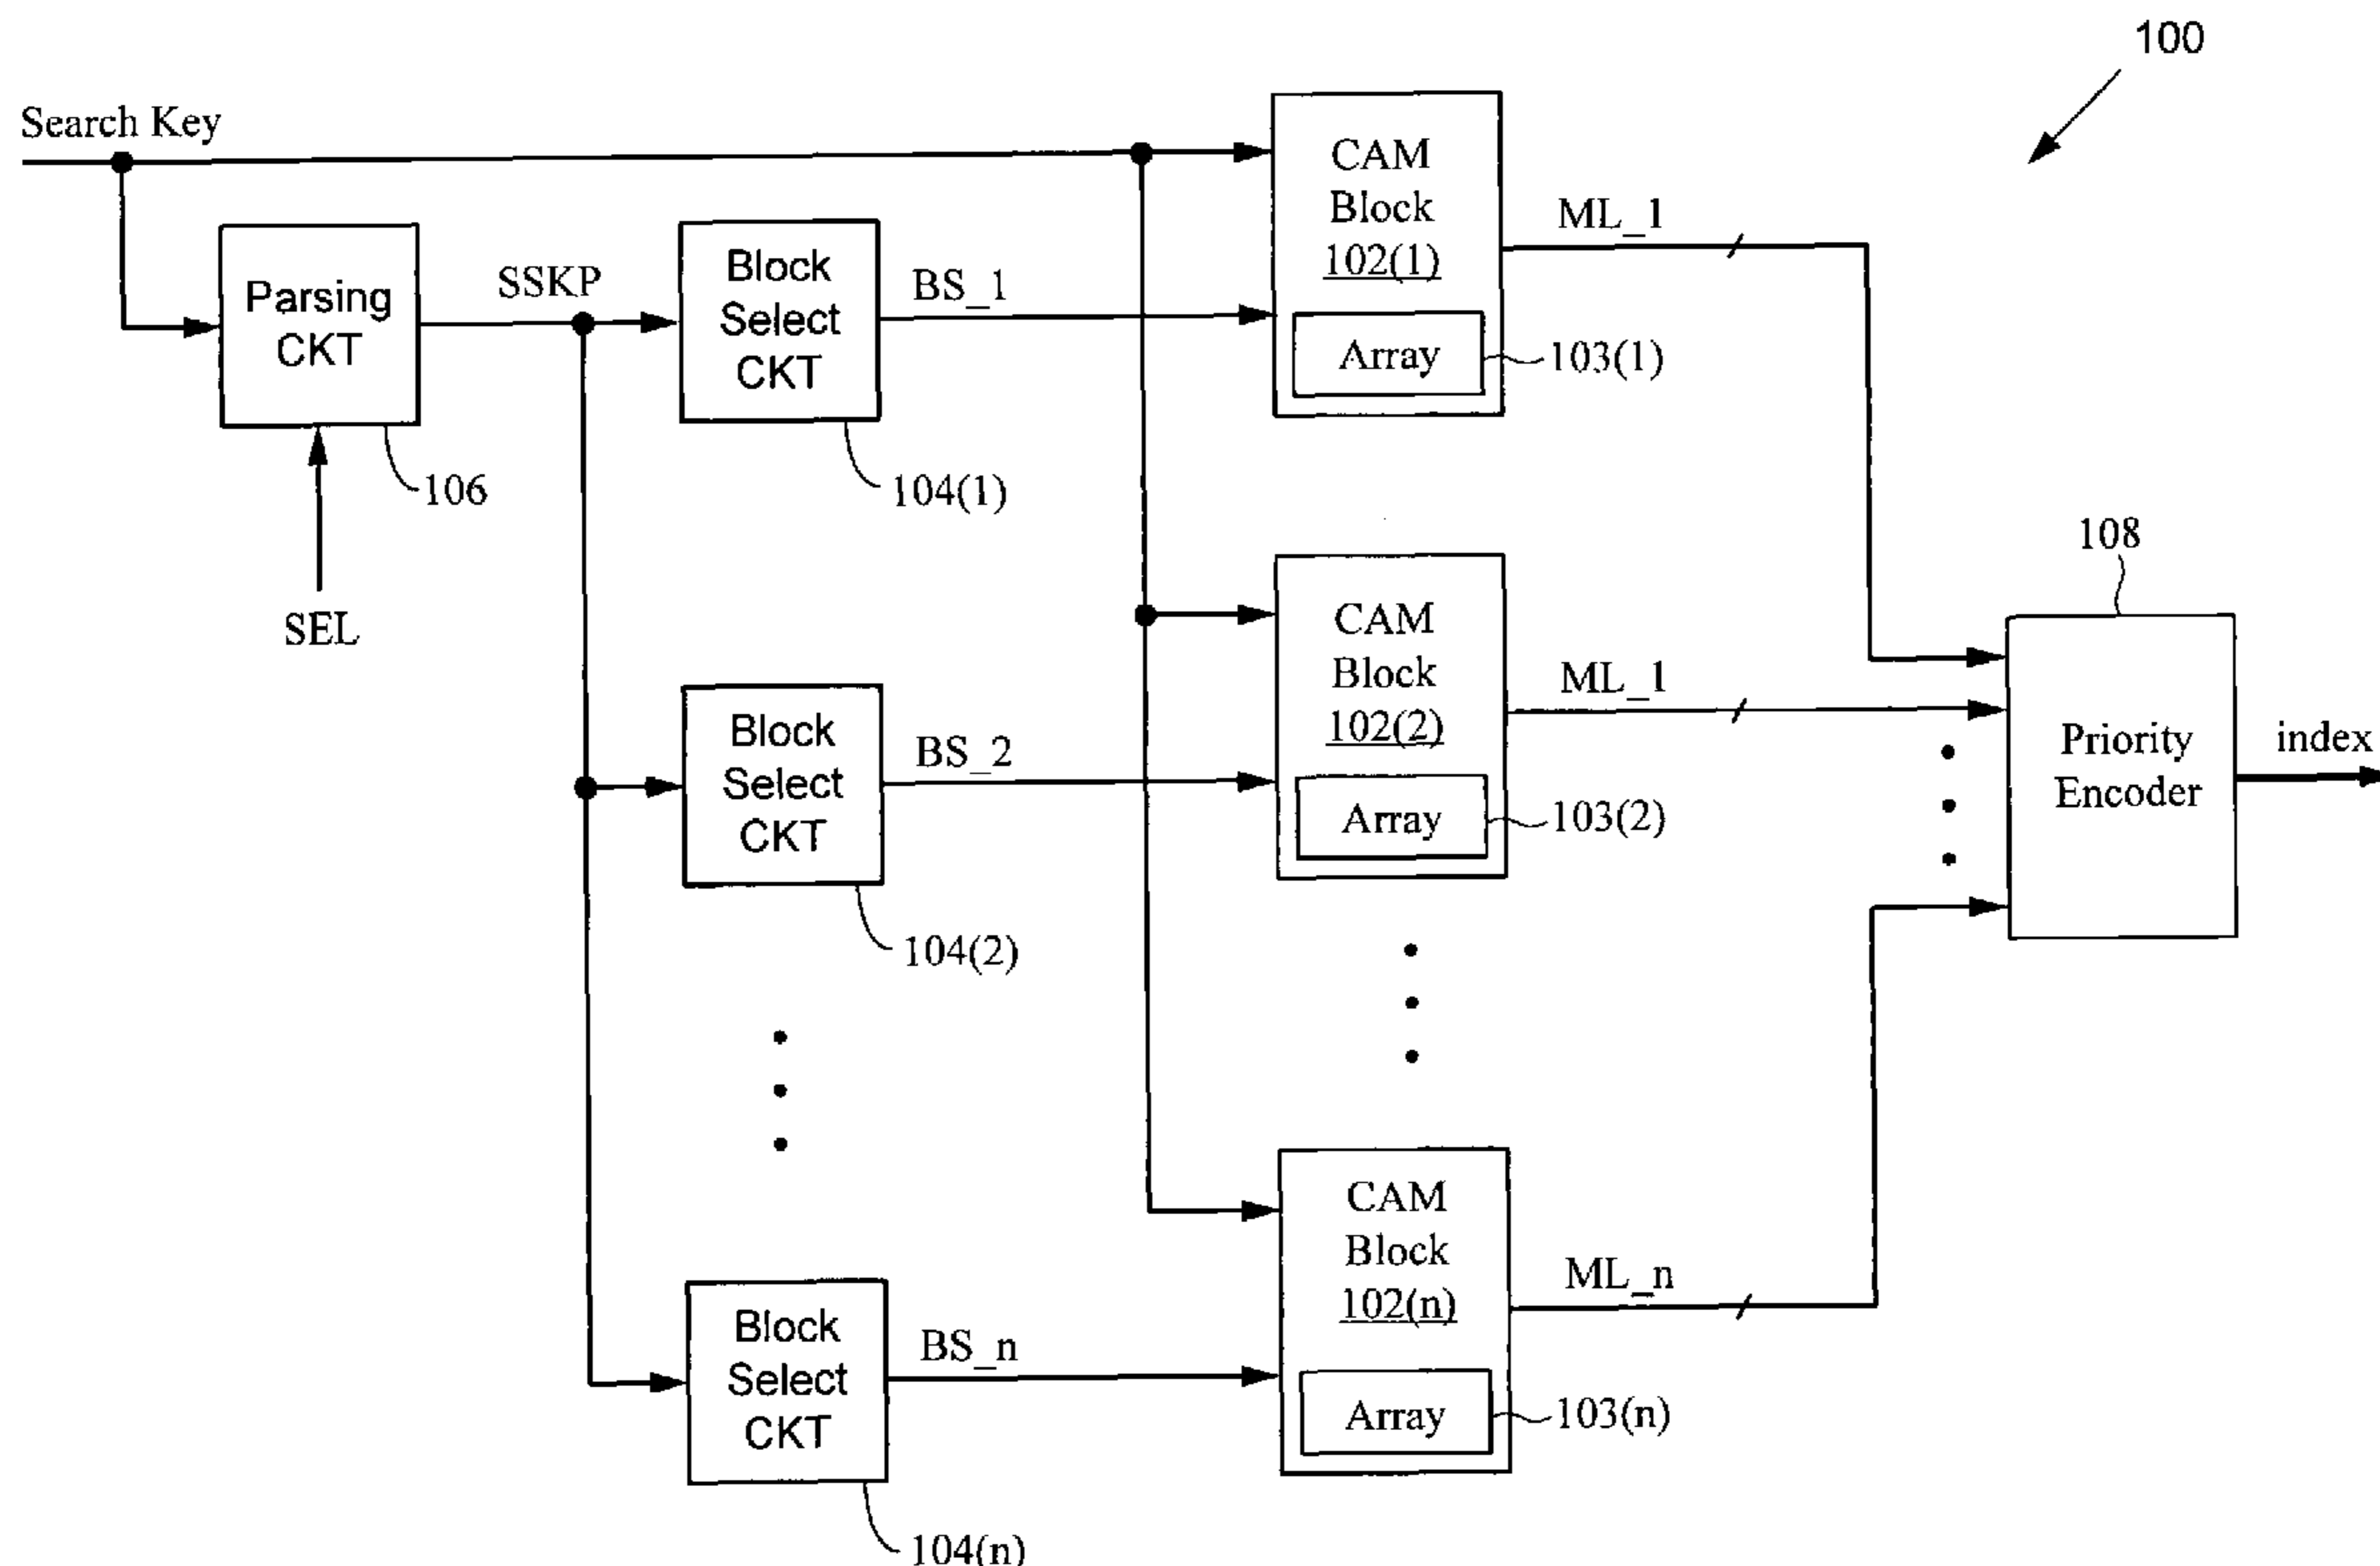 100
Search Key
CAM
Block
102(1)
Array
103(1)
ML_1
Parsing
CKT
106
SEL
SSKP
Block
Select
CKT
104(1)
BS_1
CAM
Block
102(2)
Array
103(2)
ML_1
108
Priority
Encoder
index
Block
Select
CKT
104(2)
BS_2
CAM
Block
102(n)
Array
103(n)
ML_n
Block
Select
CKT
104(n)
BS_n